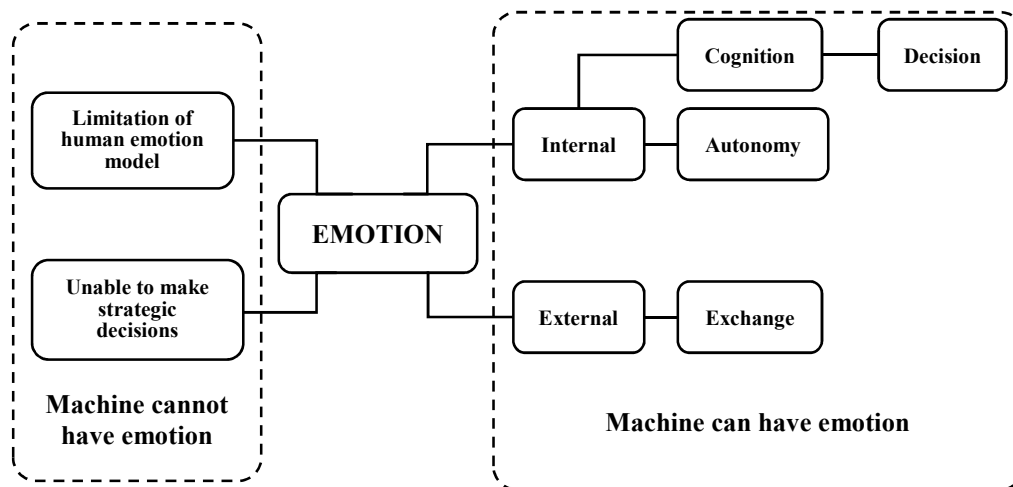 Limitation of
human emotion
model
Unable to make
strategic
decisions
Machine cannot
have emotion
EMOTION
Cognition
Decision
Internal
Autonomy
External
Exchange
Machine can have emotion